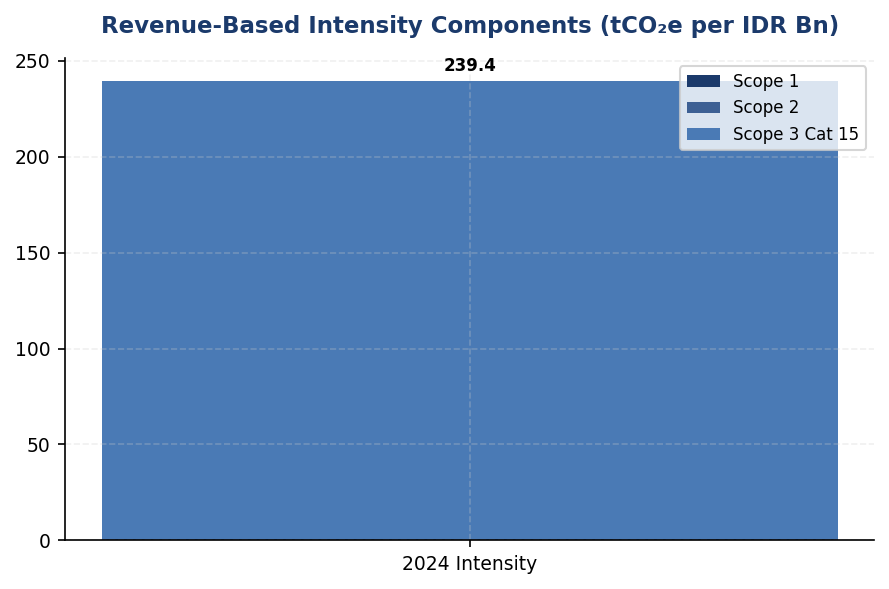 Revenue-Based Intensity Components (tCO₂e per IDR Bn)
250
239.4
Scope 1
Scope 2
Scope 3 Cat 15
200
150
100
50
0
2024 Intensity